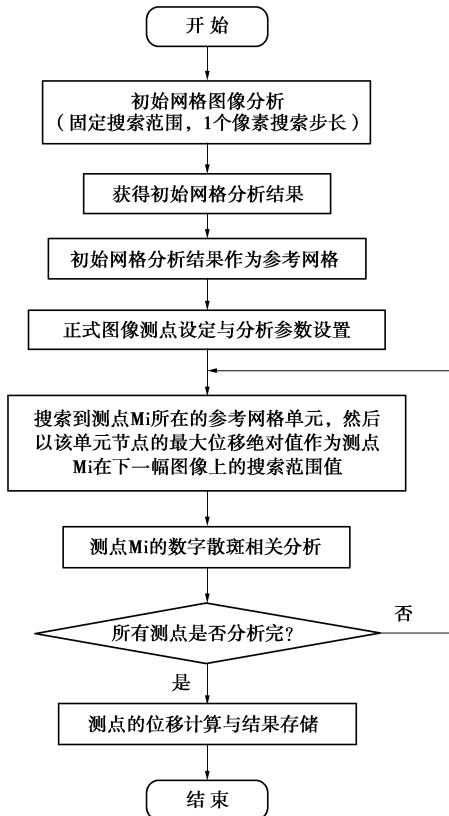 开 始
初始网格图像分析
（固定搜索范围，1个像素搜索步长）
获得初始网格分析结果
初始网格分析结果作为参考网格
正式图像测点设定与分析参数设置
搜索到测点Mi所在的参考网格单元，然后
以该单元节点的最大位移绝对值作为测点
Mi在下一幅图像上的搜索范围值
测点Mi的数字散斑相关分析
所有测点是否分析完？
否
是
测点的位移计算与结果存储
结 束